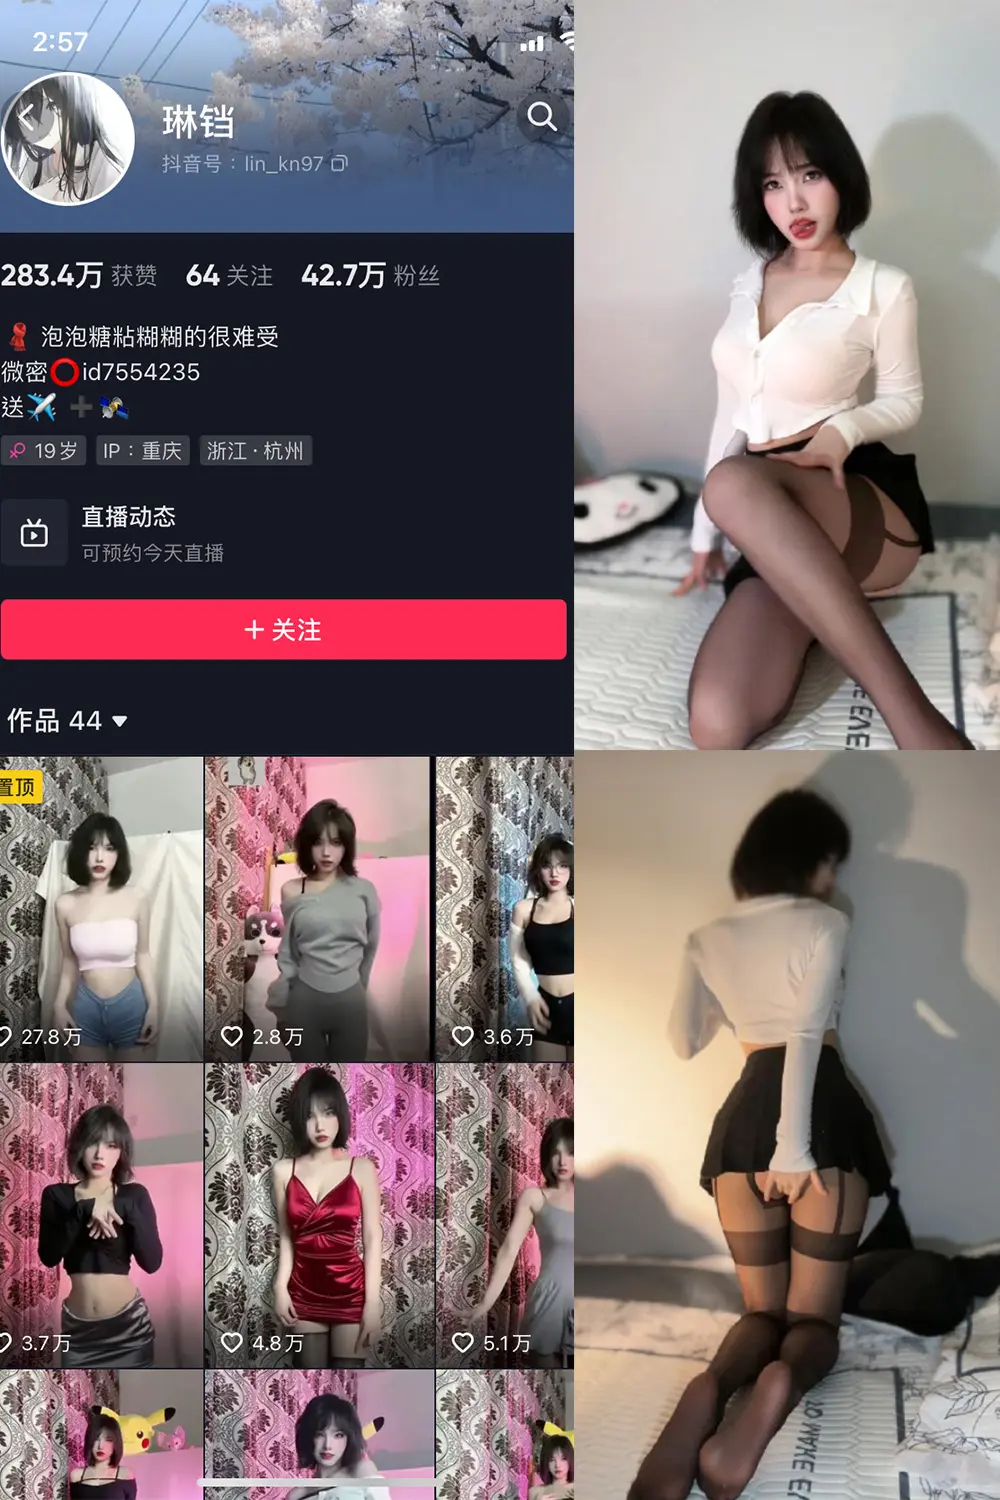 2:57
琳铛
抖音号：lin_kn97
283.4万 获赞 64 关注 42.7万 粉丝
泡泡糖粘糊糊的很难受
微密⭕id7554235
送✈️➕🛰️
19岁 IP：重庆 浙江·杭州
直播动态
可预约今天直播
+ 关注
作品 44
置顶
27.8万 2.8万 3.6万
3.7万 4.8万 5.1万